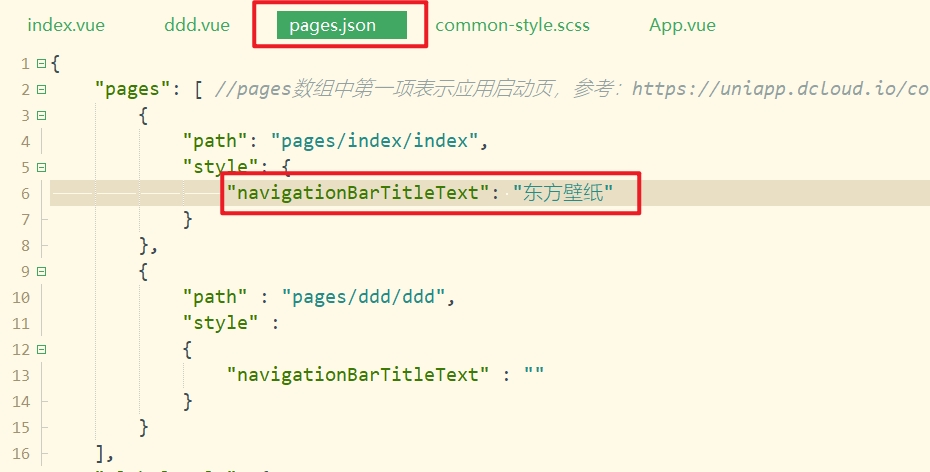 index.vue ddd.vue pages.json common-style.scss App.vue
1 {
2 "pages": [ //pages数组中第一项表示应用启动页，参考：https://uniapp.dcloud.io/co
3 {
4 "path": "pages/index/index",
5 "style": {
6 "navigationBarTitleText": "东方壁纸"
7 }
8 },
9 {
10 "path" : "pages/ddd/ddd",
11 "style" :
12 {
13 "navigationBarTitleText" : ""
14 }
15 }
16 ],